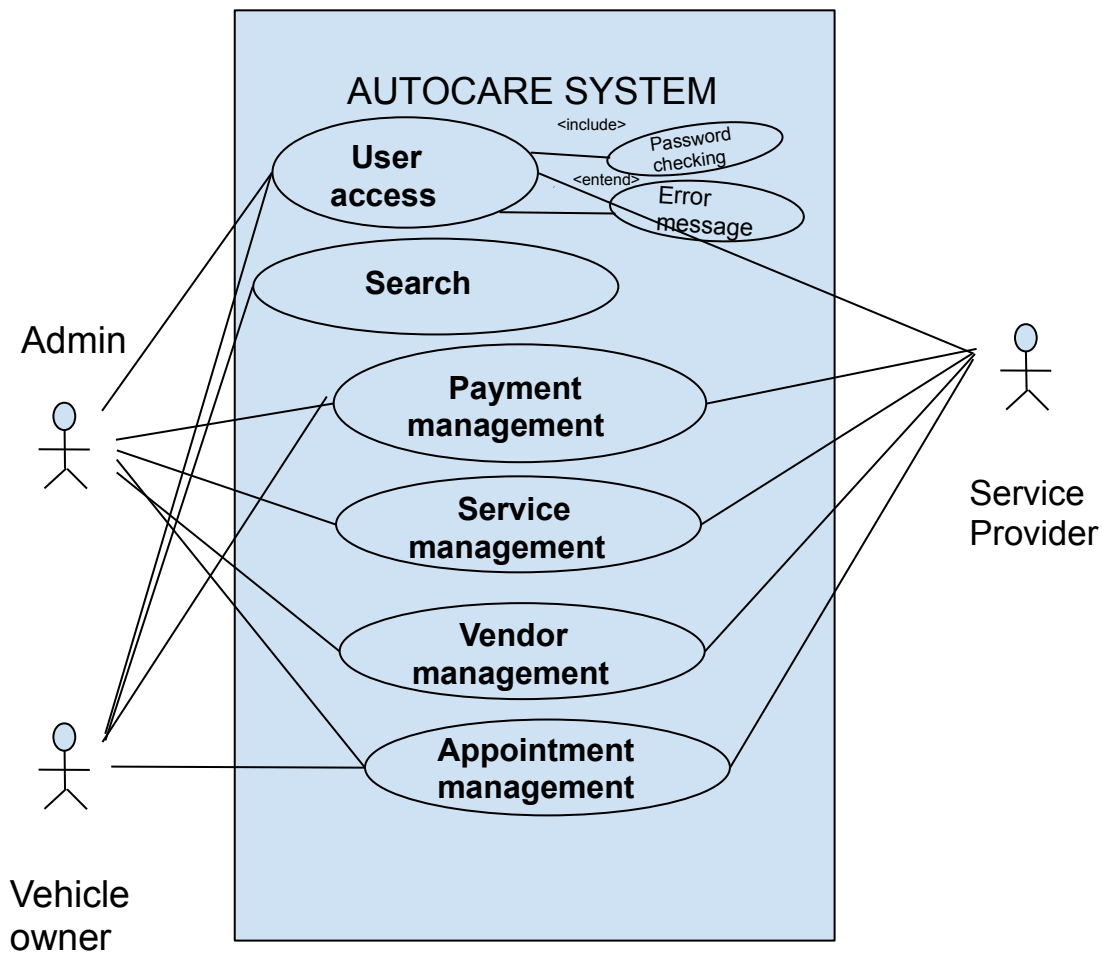 AUTOCARE SYSTEM
<include>
User
access
Password
checking
<entend>
Error
message
Search
Admin
Payment
management
Service
management
Service
Provider
Vendor
management
Appointment
management
Vehicle
owner